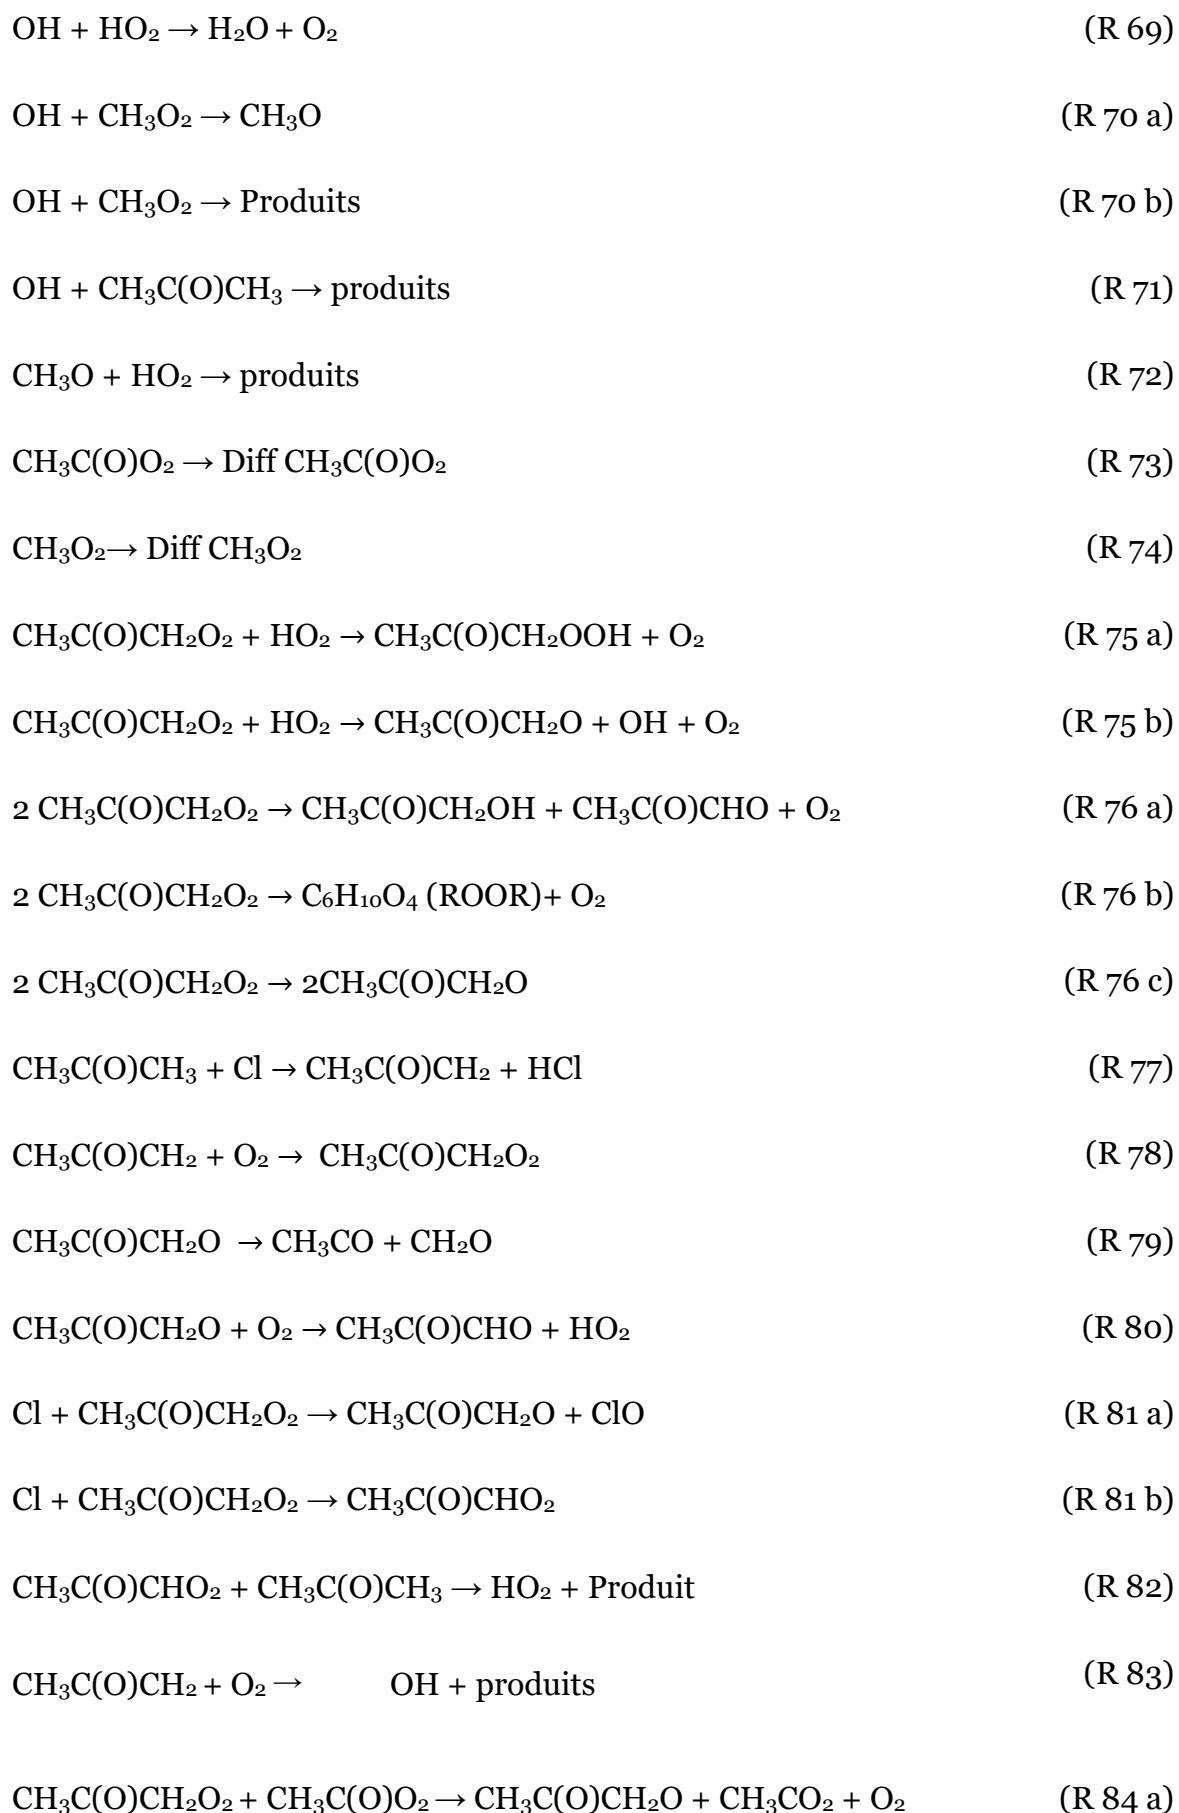 OH + HO₂ → H₂O + O₂ (R 69)
OH + CH₃O₂ → CH₃O (R 70 a)
OH + CH₃O₂ → Produits (R 70 b)
OH + CH₃C(O)CH₃ → produits (R 71)
CH₃O + HO₂ → produits (R 72)
CH₃C(O)O₂ → Diff CH₃C(O)O₂ (R 73)
CH₃O₂→ Diff CH₃O₂ (R 74)
CH₃C(O)CH₂O₂ + HO₂ → CH₃C(O)CH₂OOH + O₂ (R 75 a)
CH₃C(O)CH₂O₂ + HO₂ → CH₃C(O)CH₂O + OH + O₂ (R 75 b)
2 CH₃C(O)CH₂O₂ → CH₃C(O)CH₂OH + CH₃C(O)CHO + O₂ (R 76 a)
2 CH₃C(O)CH₂O₂ → C₆H₁₀O₄ (ROOR)+ O₂ (R 76 b)
2 CH₃C(O)CH₂O₂ → 2CH₃C(O)CH₂O (R 76 c)
CH₃C(O)CH₃ + Cl → CH₃C(O)CH₂ + HCl (R 77)
CH₃C(O)CH₂ + O₂ → CH₃C(O)CH₂O₂ (R 78)
CH₃C(O)CH₂O → CH₃CO + CH₂O (R 79)
CH₃C(O)CH₂O + O₂ → CH₃C(O)CHO + HO₂ (R 80)
Cl + CH₃C(O)CH₂O₂ → CH₃C(O)CH₂O + ClO (R 81 a)
Cl + CH₃C(O)CH₂O₂ → CH₃C(O)CHO₂ (R 81 b)
CH₃C(O)CHO₂ + CH₃C(O)CH₃ → HO₂ + Produit (R 82)
CH₃C(O)CH₂ + O₂ → OH + produits (R 83)
CH₃C(O)CH₂O₂ + CH₃C(O)O₂ → CH₃C(O)CH₂O + CH₃CO₂ + O₂ (R 84 a)